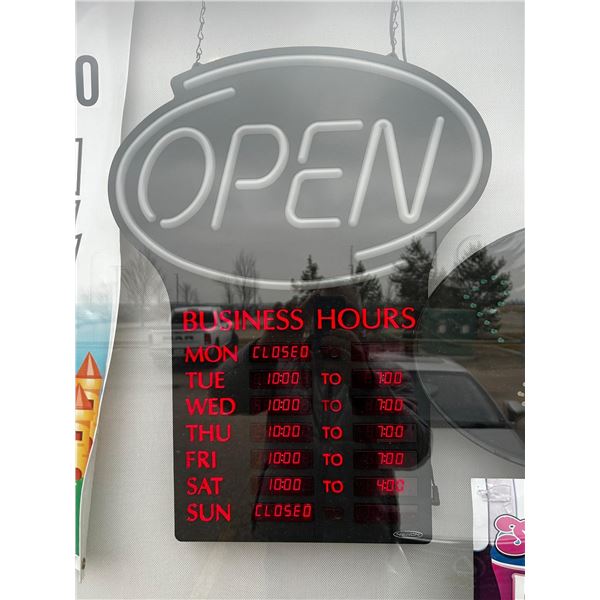 OPEN
BUSINESS HOURS
MON CLOSED TO
TUE 10:00 TO 7:00
WED 10:00 TO 7:00
THU 10:00 TO 7:00
FRI 10:00 TO 7:00
SAT 10:00 TO 4:00
SUN CLOSED